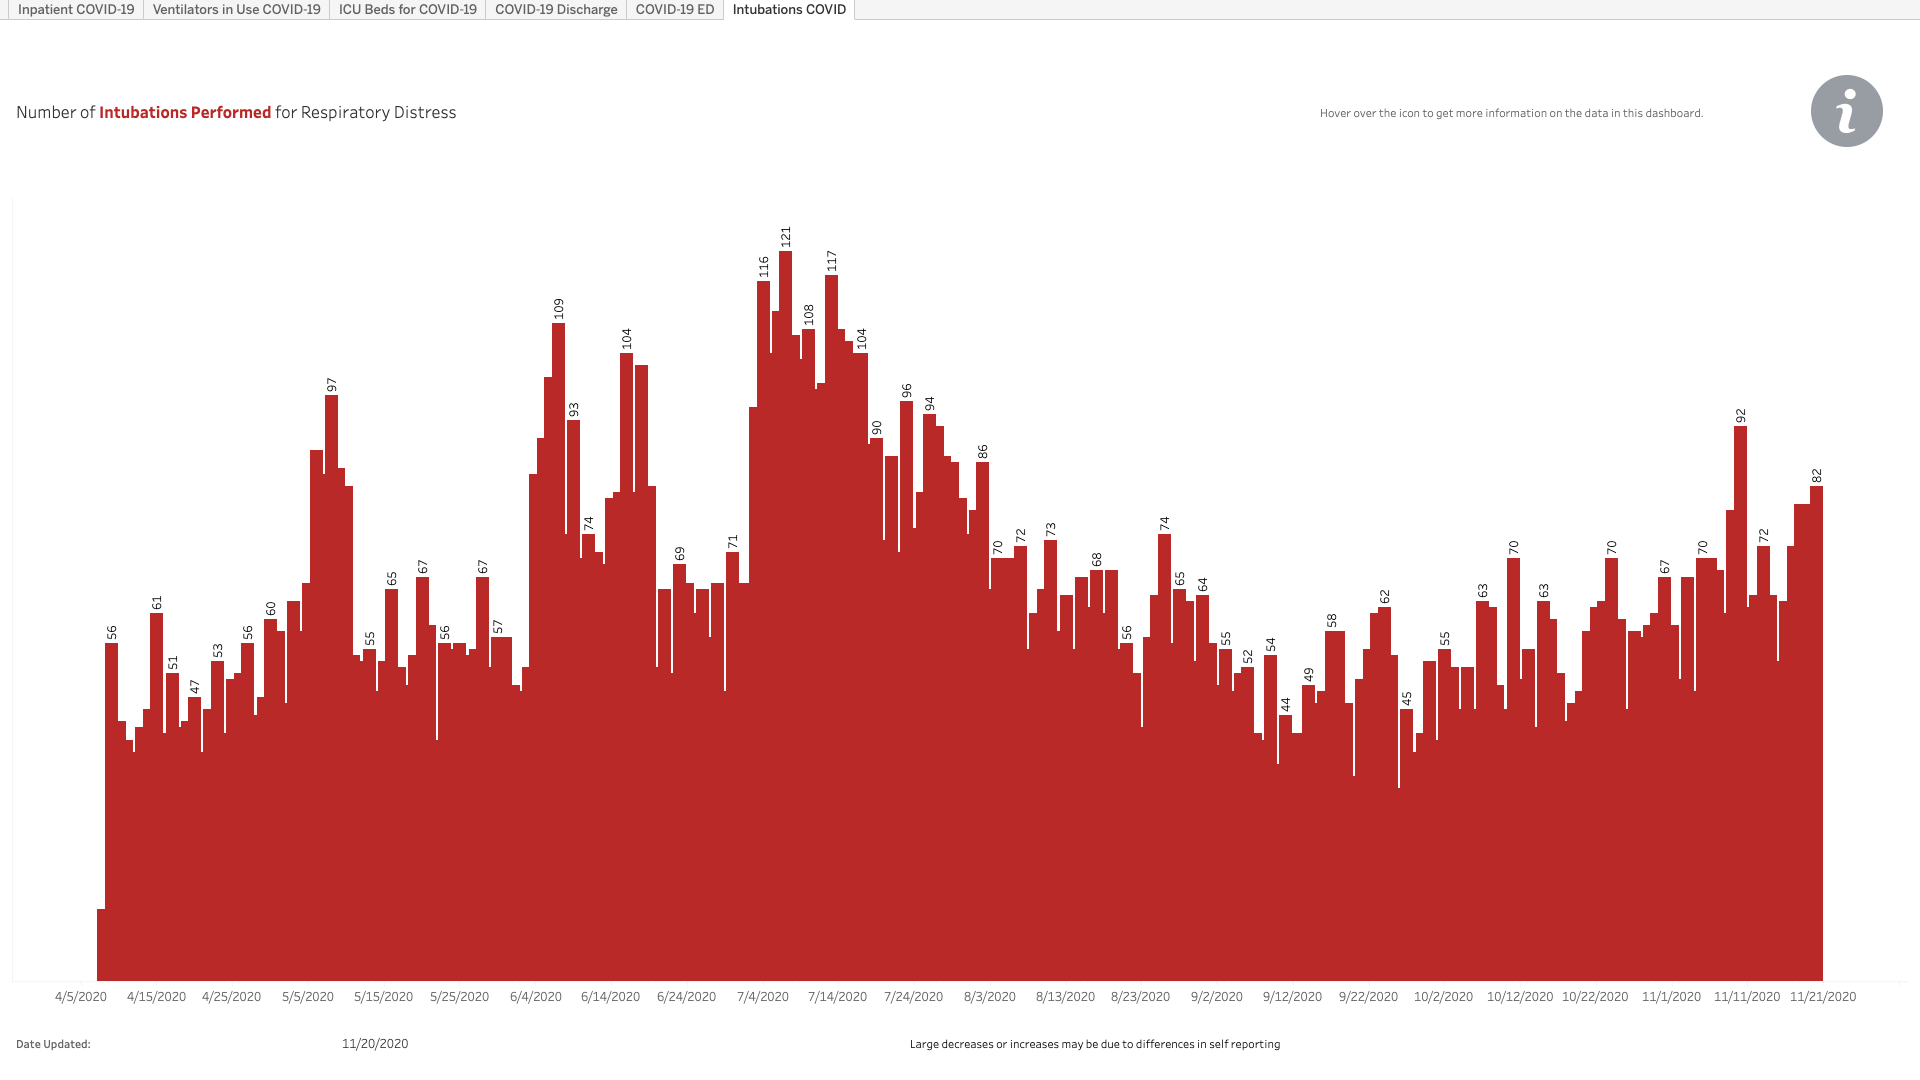 Inpatient COVID-19 Ventilators in Use COVID-19 ICU Beds for COVID-19 COVID-19 Discharge COVID-19 ED Intubations COVID
Number of Intubations Performed for Respiratory Distress
Hover over the icon to get more information on the data in this dashboard.
i
56 61 51 47 53 56 60 97 55 65 67 56 67 57 109 93 74 104 69 71 116 121 108 117 104 90 96 94 86 70 72 73 68 56 74 65 64 55 52 54 44 49 58 62 45 55 63 70 63 70 67 70 92 72 82
4/5/2020 4/15/2020 4/25/2020 5/5/2020 5/15/2020 5/25/2020 6/4/2020 6/14/2020 6/24/2020 7/4/2020 7/14/2020 7/24/2020 8/3/2020 8/13/2020 8/23/2020 9/2/2020 9/12/2020 9/22/2020 10/2/2020 10/12/2020 10/22/2020 11/1/2020 11/11/2020 11/21/2020
Date Updated: 11/20/2020
Large decreases or increases may be due to differences in self reporting